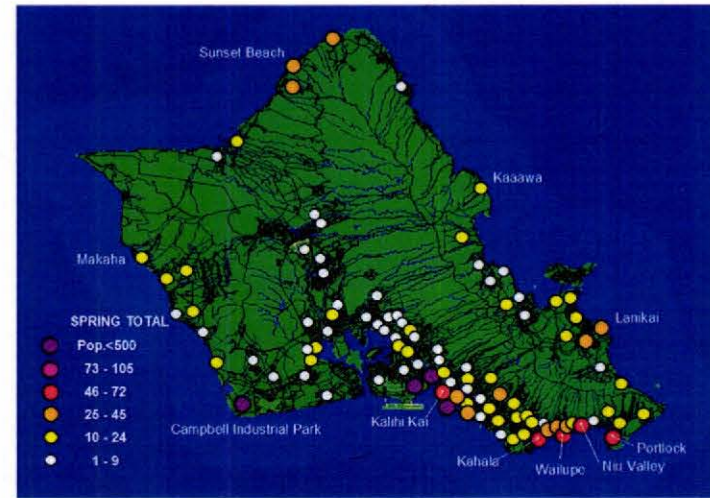 Sunset Beach
Kaaawa
Makaha
SPRING TOTAL
Pop.<500
73 - 105
46 - 72
25 - 45
10 - 24
1 - 9
Lanikai
Campbell Industrial Park
Kalihi Kai
Kahala
Wailupe
Niu Valley
Portlock